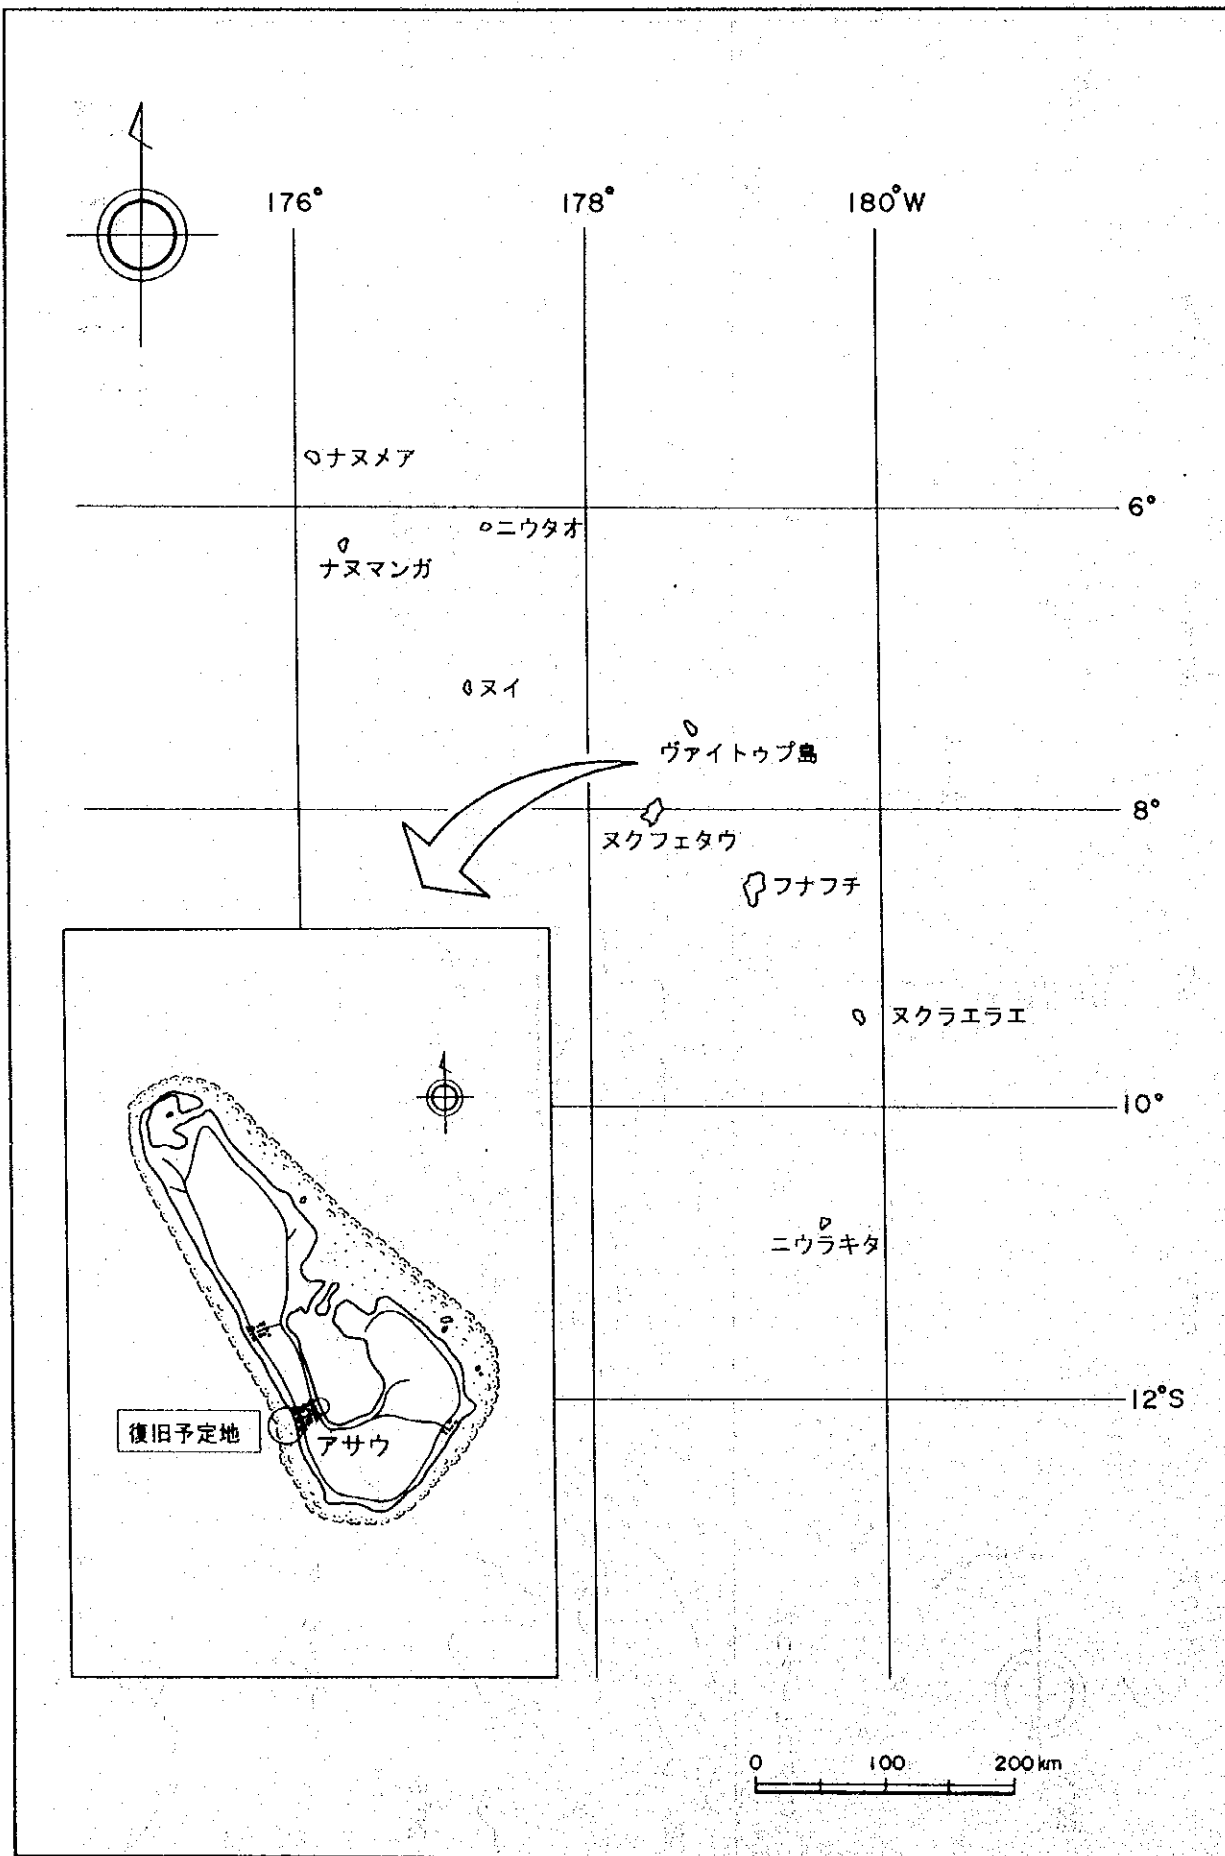 176° 178° 180°W
ナヌメア
6°
ニウタオ
ナヌマンガ
ヌイ
ヴァイトゥプ島
8°
ヌクフェタウ
フナフチ
ヌクラエラエ
10°
ニウラキタ
12°S
復旧予定地
アサウ
0 100 200km